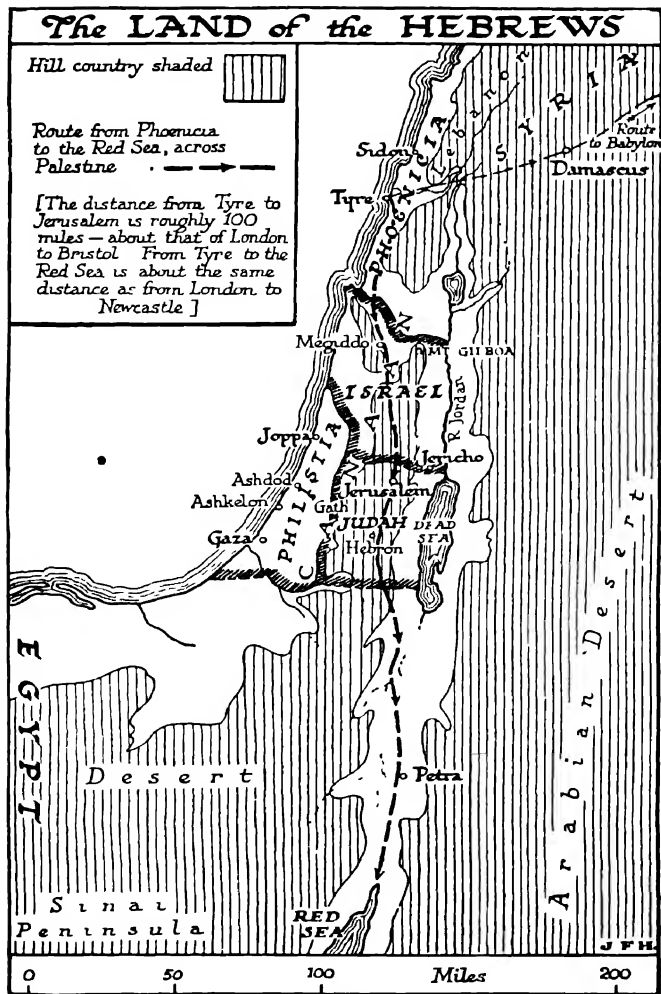 The LAND of the HEBREWS
Hill country shaded
Route from Phoenicia
to the Red Sea, across
Palestine
[The distance from Tyre to
Jerusalem is roughly 100
miles — about that of London
to Bristol From Tyre to the
Red Sea is about the same
distance as from London to
Newcastle ]
Lebanon
SYRIA
Route
to Babylon
Sidon
Damascus
Tyre
PHOENICIA
Megiddo
MT GILBOA
CANAAN
ISRAEL
R Jordan
Joppa
Jericho
PHILISTIA
Ashdod
Jerusalem
Ashkelon
Gath
JUDAH
DEAD
SEA
Gaza
Hebron
EGYPT
Desert
Petra
Arabian Desert
Sinai
Peninsula
RED
SEA
J F H.
0 50 100 Miles 200